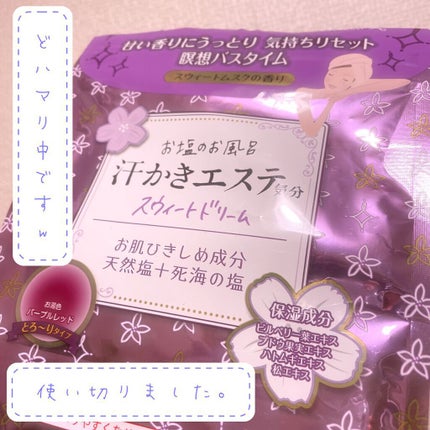 甘い香りにうっとり 気持ちリセット
瞑想バスタイム
スウィートムスクの香り
どハマり中ですw
お塩のお風呂
汗かきエステ気分
スウィートドリーム
お肌ひきしめ成分
天然塩+死海の塩
お湯色
パープルレッド
とろ〜りタイプ
保湿成分
ビルベリー葉エキス
ブドウ果実エキス
ハトムギエキス
松エキス
使い切りました。